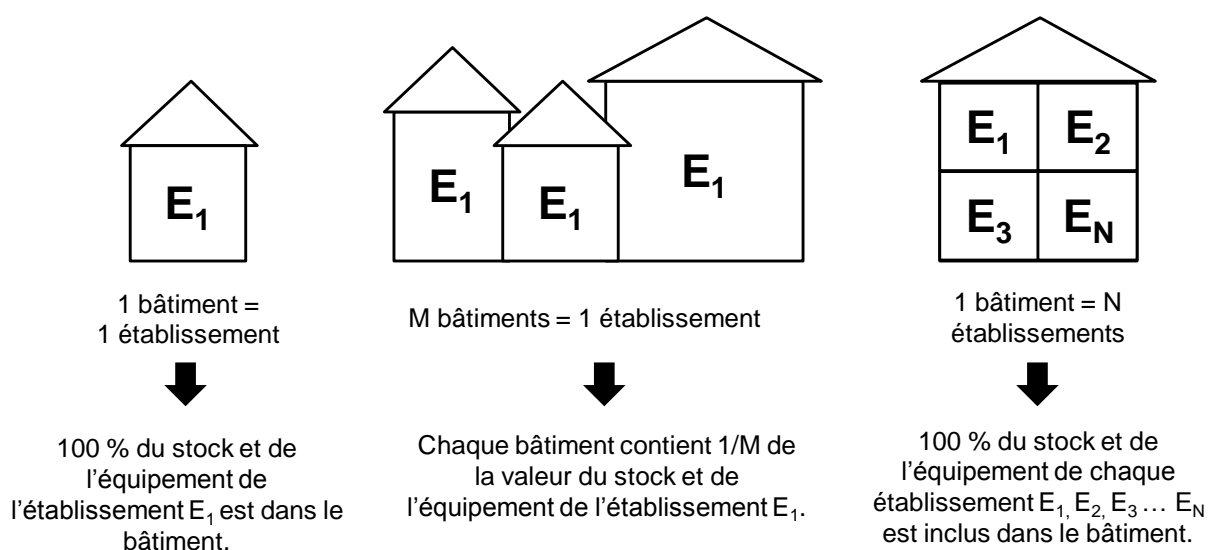 E₁
1 bâtiment =
1 établissement
100 % du stock et de
l'équipement de
l'établissement E₁ est dans le
bâtiment.
E₁
E₁
E₁
M bâtiments = 1 établissement
Chaque bâtiment contient 1/M de
la valeur du stock et de
l'équipement de l'établissement E₁.
E₁ E₂
E₃ E_N
1 bâtiment = N
établissements
100 % du stock et de
l'équipement de chaque
établissement E₁, E₂, E₃ … E_N
est inclus dans le bâtiment.